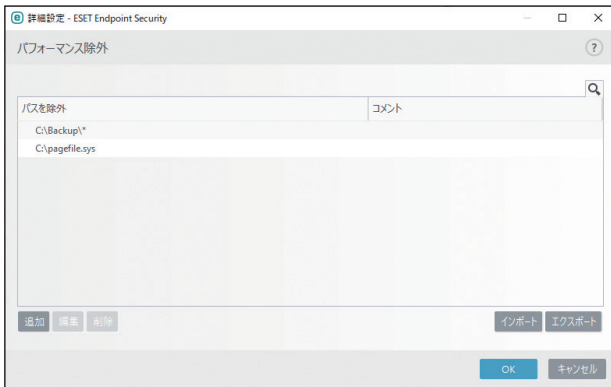 詳細設定 - ESET Endpoint Security
パフォーマンス除外
?
パスを除外 コメント
C:\Backup\*
C:\pagefile.sys
追加 編集 削除 インポート エクスポート
OK キャンセル